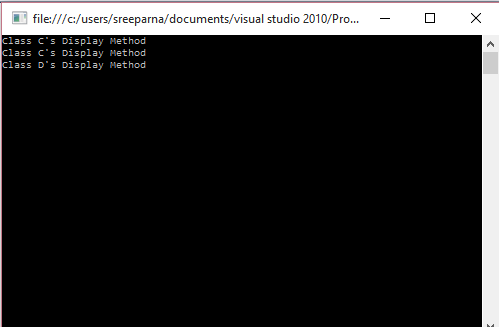 file:///c:/users/sreeparna/documents/visual studio 2010/Pro...
Class C's Display Method
Class C's Display Method
Class D's Display Method